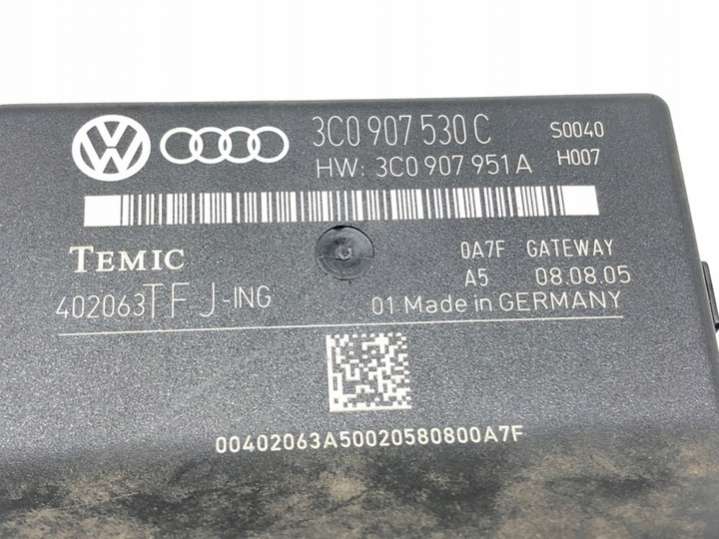 3C0 907 530 C S0040
HW: 3C0 907 951 A H007
TEMIC 0A7F GATEWAY
A5 08.08.05
402063TFJ-ING 01 Made in GERMANY
00402063A50020580800A7F